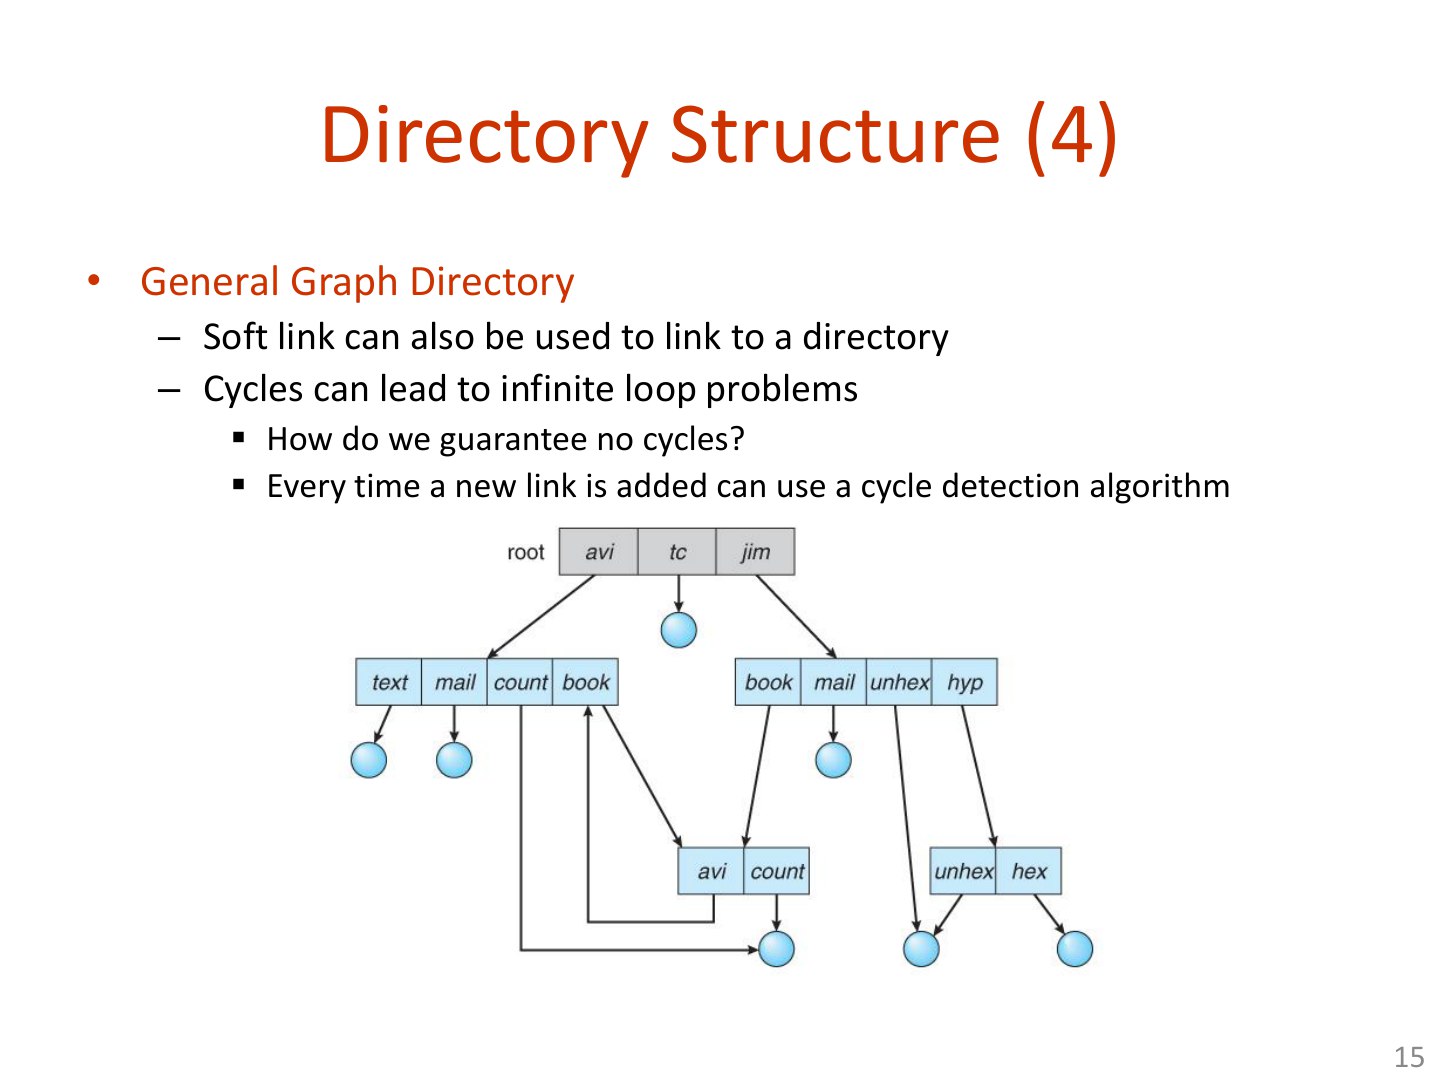 Directory Structure (4)
• General Graph Directory
– Soft link can also be used to link to a directory
– Cycles can lead to infinite loop problems
▪ How do we guarantee no cycles?
▪ Every time a new link is added can use a cycle detection algorithm
root avi tc jim
text mail count book book mail unhex hyp
avi count unhex hex
15